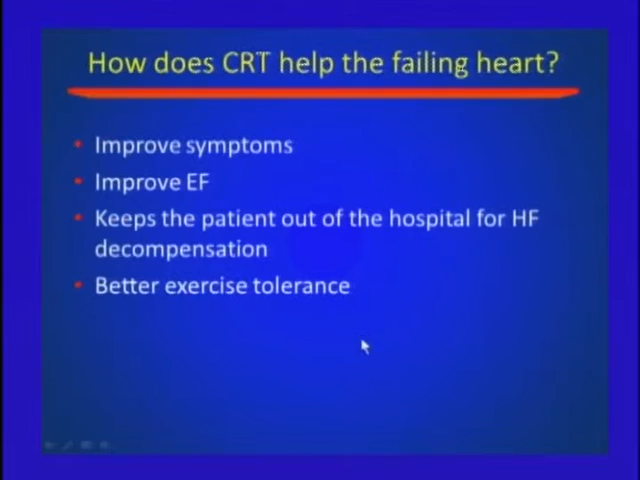 How does CRT help the failing heart?
• Improve symptoms
• Improve EF
• Keeps the patient out of the hospital for HF
decompensation
• Better exercise tolerance